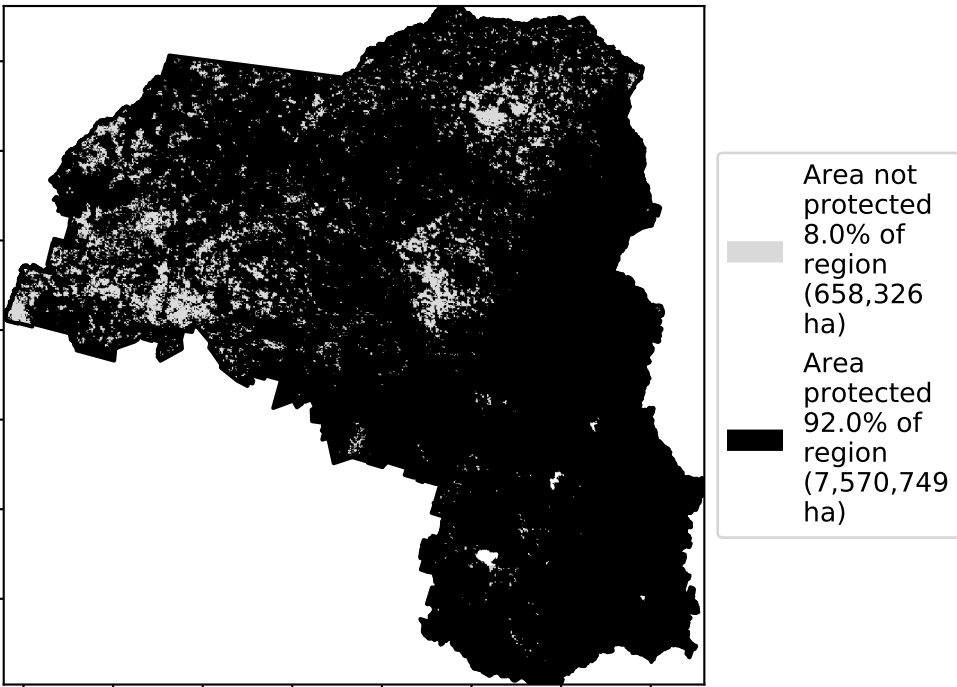 Area not
protected
8.0% of
region
(658,326
ha)
Area
protected
92.0% of
region
(7,570,749
ha)